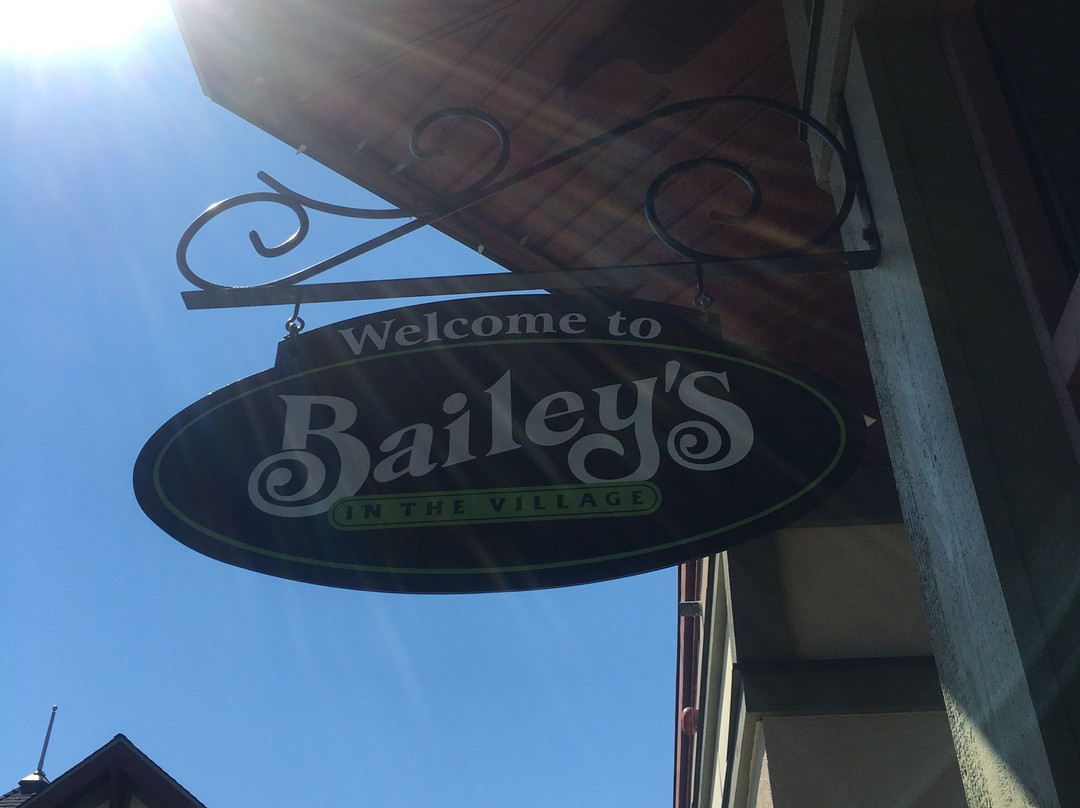 Welcome to
Bailey's
IN THE VILLAGE